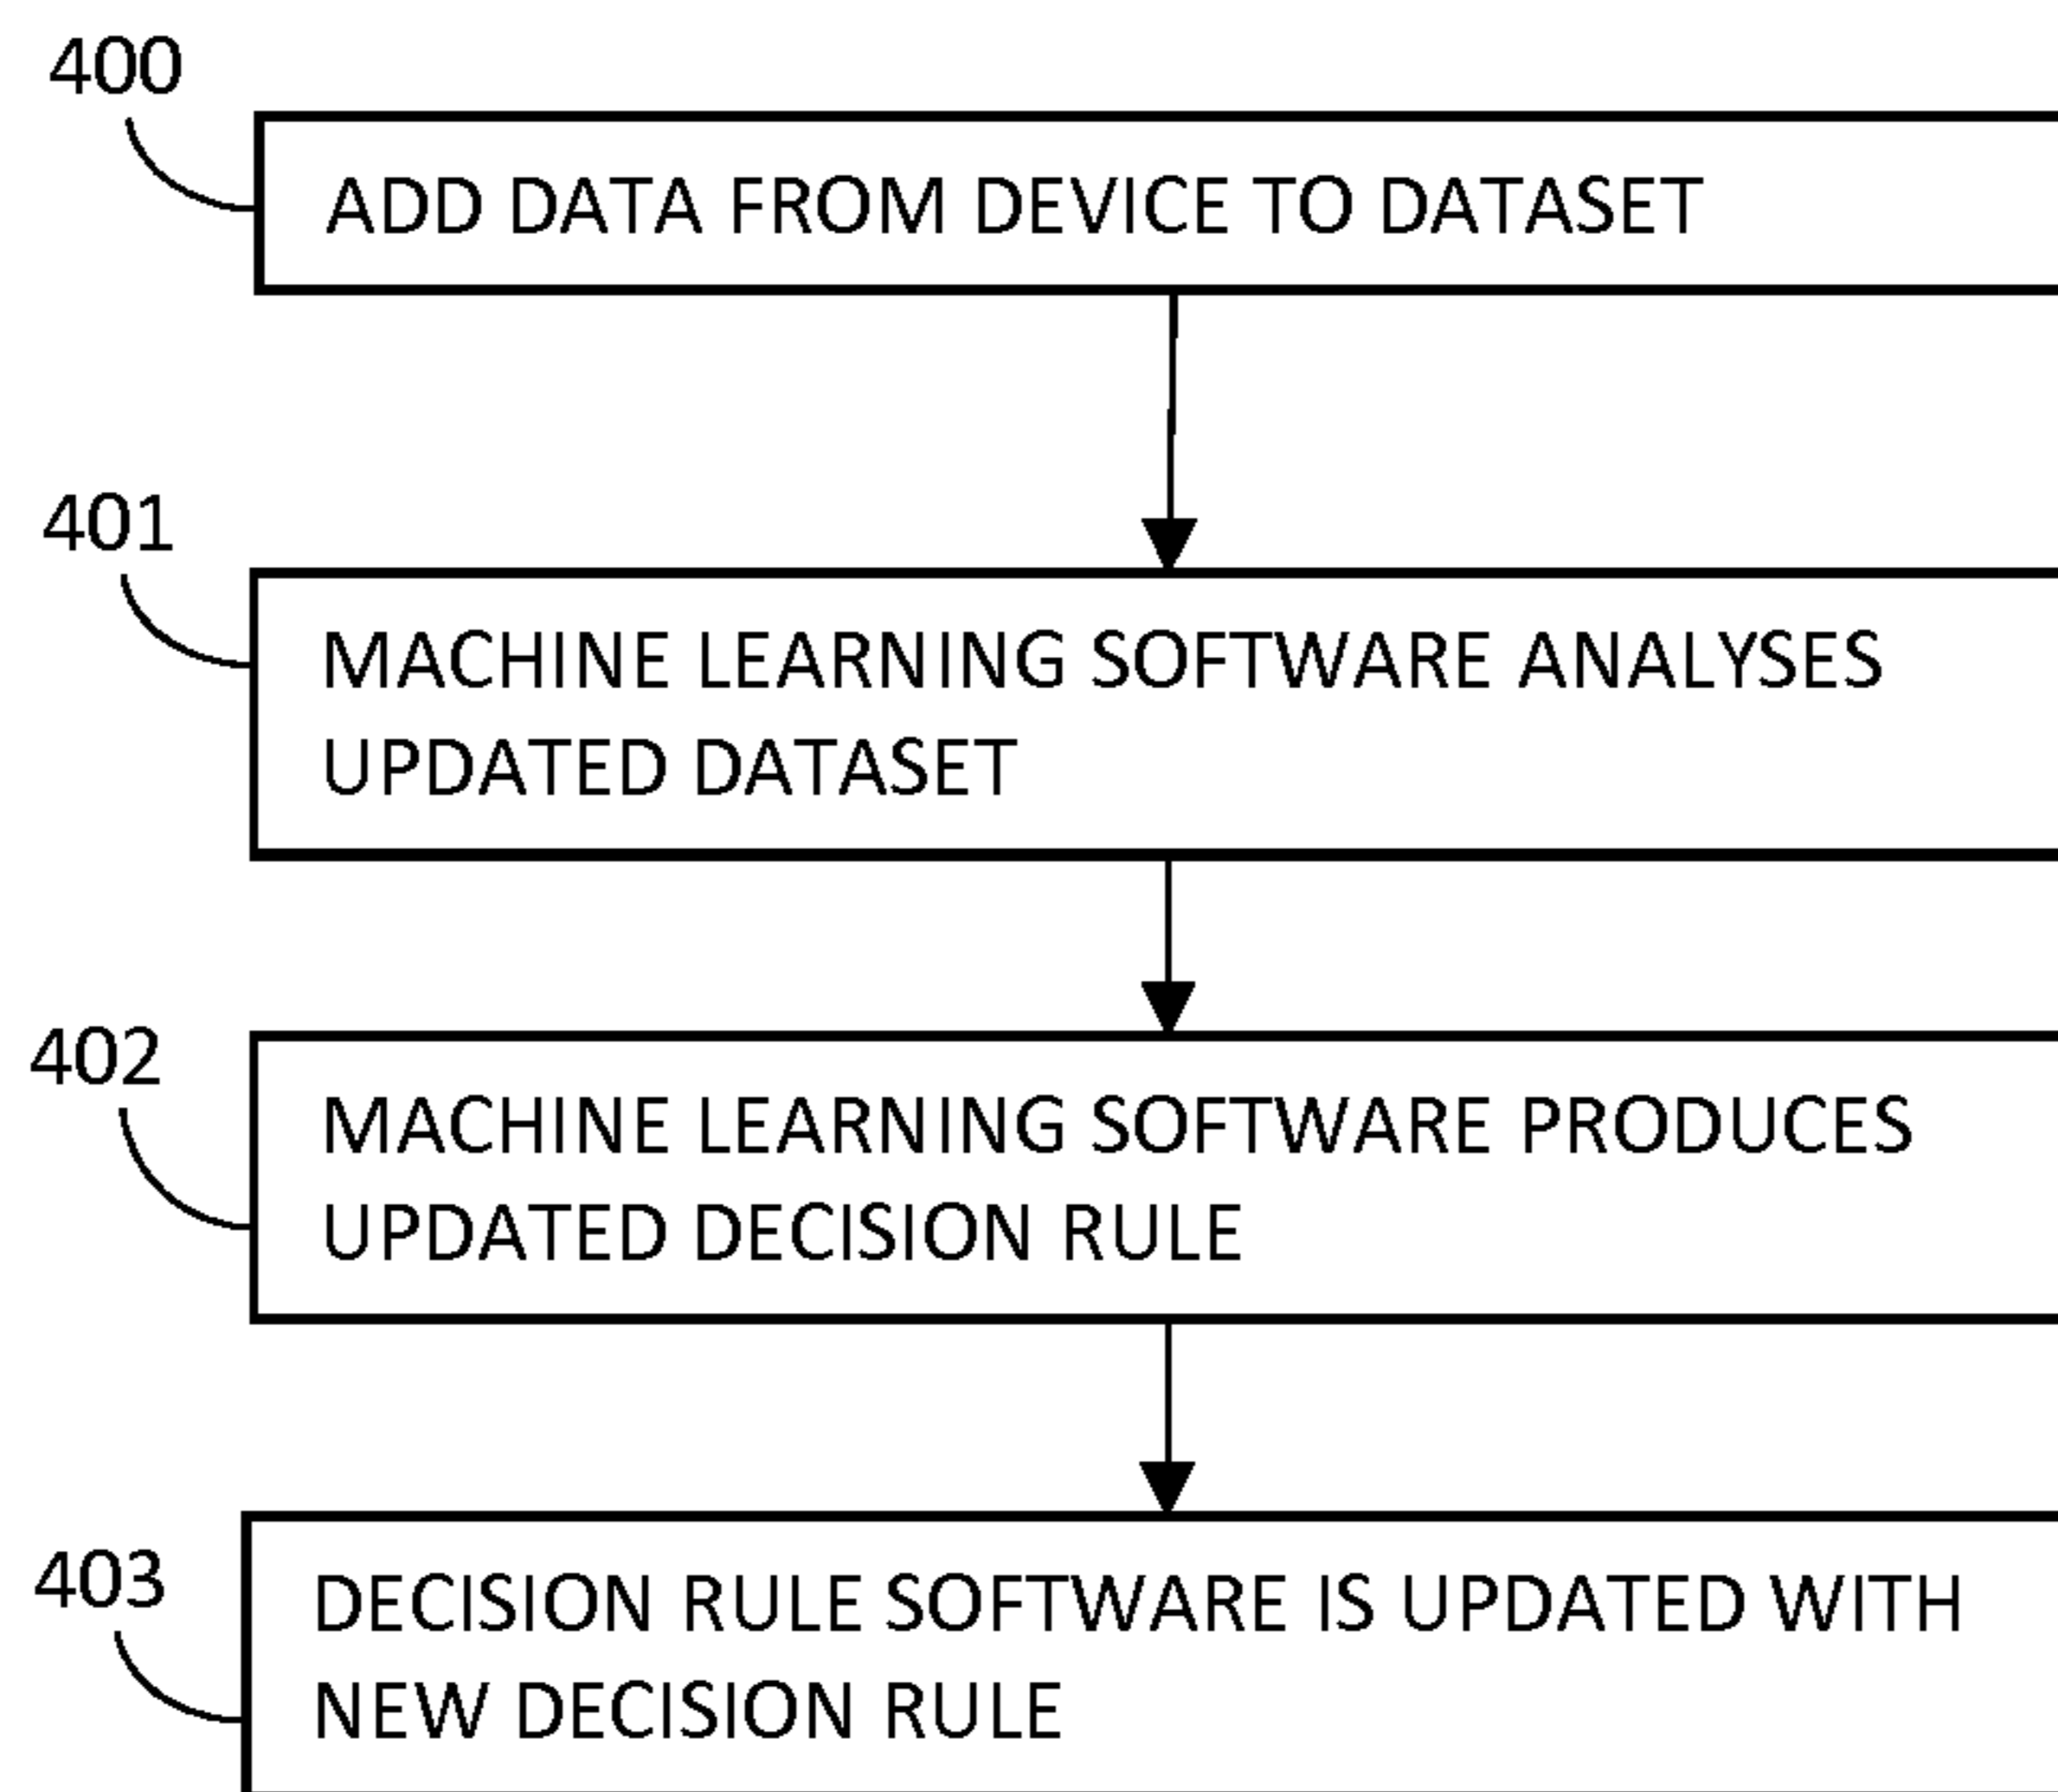 400
ADD DATA FROM DEVICE TO DATASET
401
MACHINE LEARNING SOFTWARE ANALYSES
UPDATED DATASET
402
MACHINE LEARNING SOFTWARE PRODUCES
UPDATED DECISION RULE
403
DECISION RULE SOFTWARE IS UPDATED WITH
NEW DECISION RULE